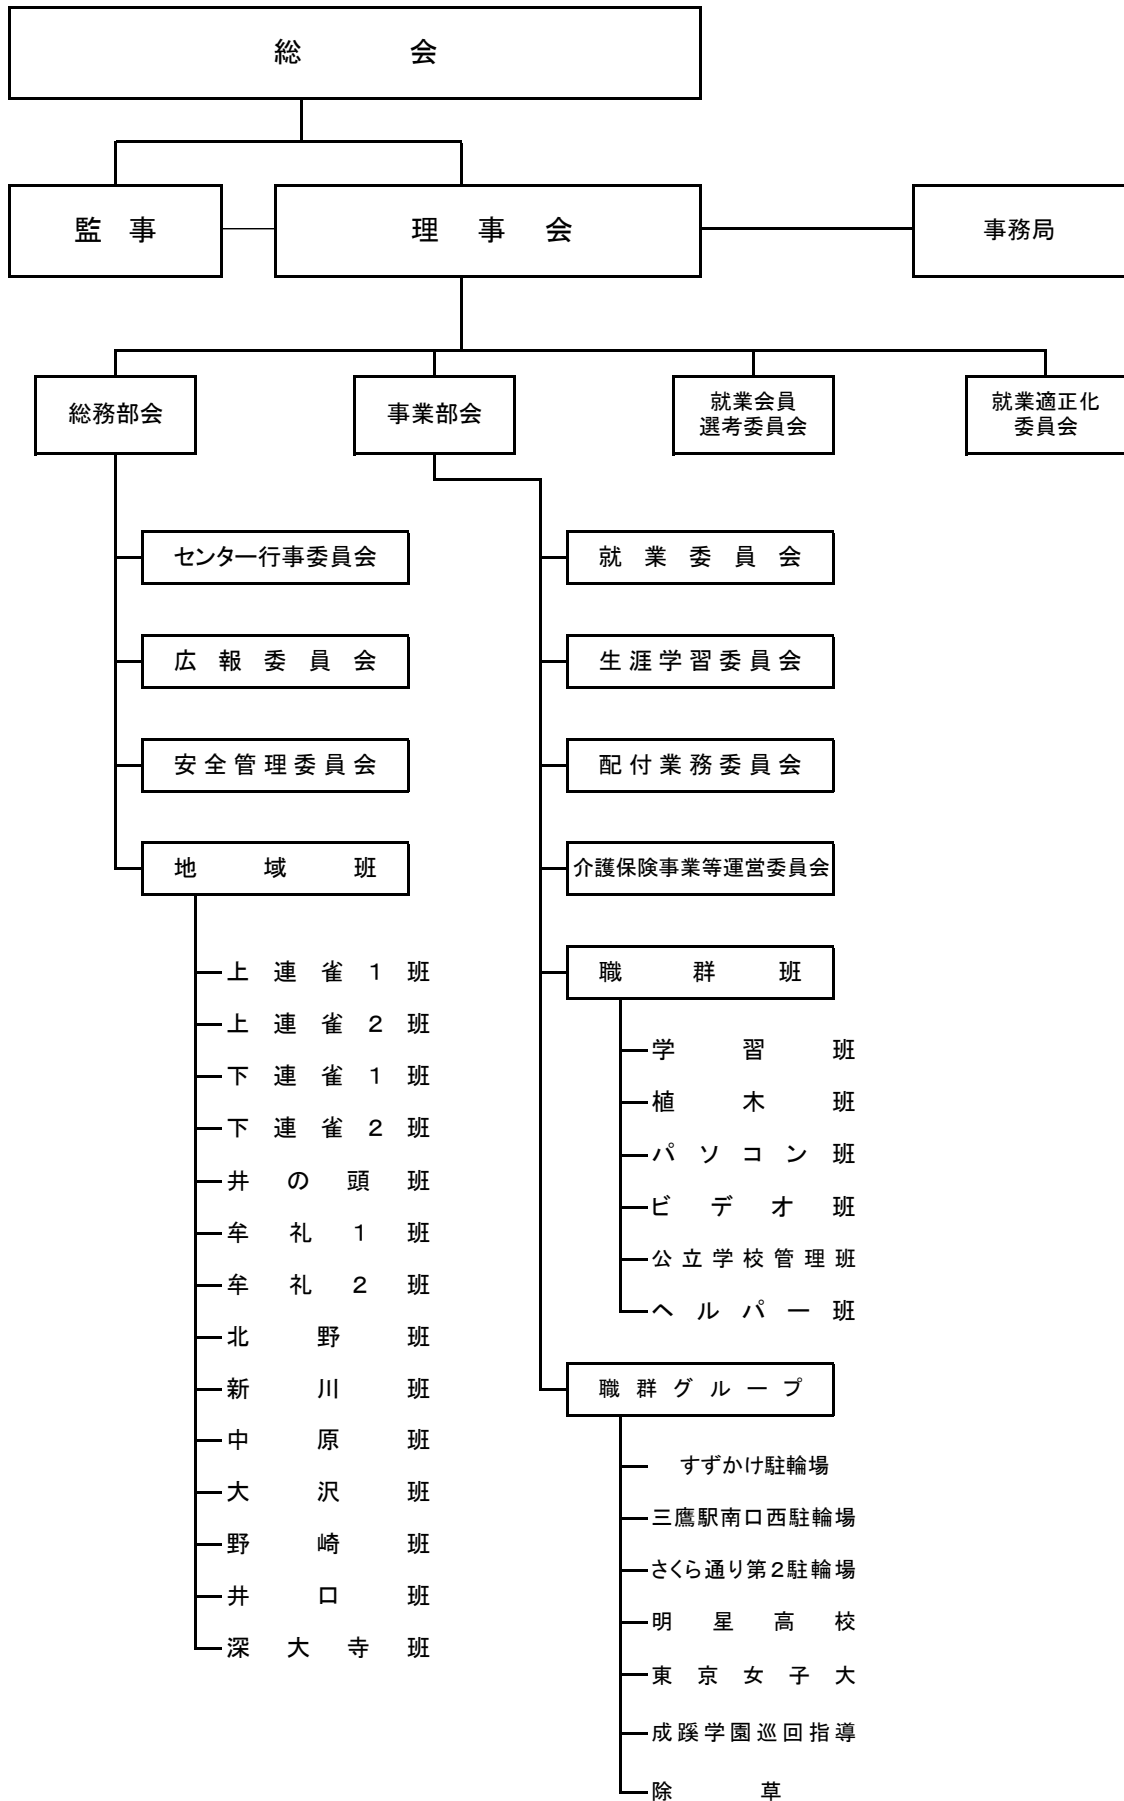 総会
監事
理事会
事務局
総務部会
事業部会
就業会員
選考委員会
就業適正化
委員会
センター行事委員会
広報委員会
安全管理委員会
地域班
上連雀1班
上連雀2班
下連雀1班
下連雀2班
井の頭班
牟礼1班
牟礼2班
北野班
新川班
中原班
大沢班
野崎班
井口班
深大寺班
就業委員会
生涯学習委員会
配付業務委員会
介護保険事業等運営委員会
職群班
学習班
植木班
パソコン班
ビデオ班
公立学校管理班
ヘルパー班
職群グループ
すずかけ駐輪場
三鷹駅南口西駐輪場
さくら通り第2駐輪場
明星高校
東京女子大
成蹊学園巡回指導
除草